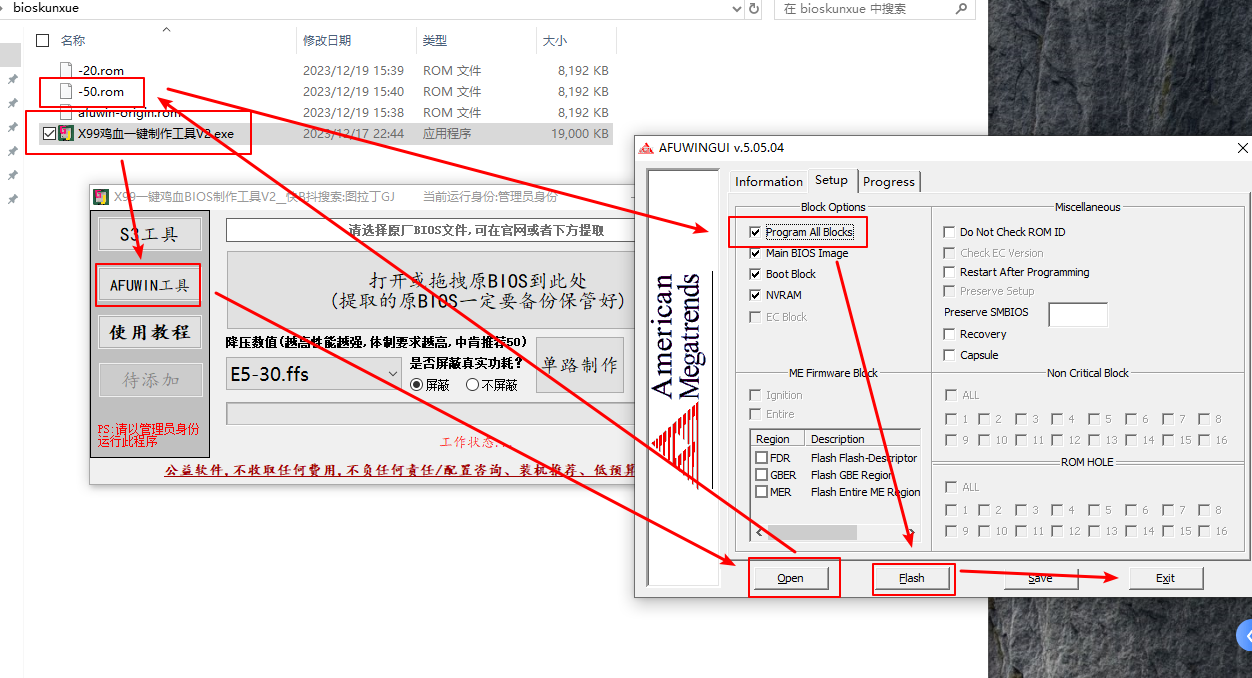 bioskunxue
在 bioskunxue 中搜索
名称 修改日期 类型 大小
-20.rom 2023/12/19 15:39 ROM 文件 8,192 KB
-50.rom 2023/12/19 15:40 ROM 文件 8,192 KB
afuwin-origin.rom 2023/12/19 15:38 ROM 文件 8,192 KB
X99鸡血一键制作工具V2.exe 2023/12/17 22:44 应用程序 19,000 KB
X99一键鸡血BIOS制作工具V2__快B抖搜索:图拉丁GJ 当前运行身份:管理员身份
S3工具
AFUWIN工具
使用教程
待添加
PS:请以管理员身份
运行此程序
请选择原厂BIOS文件,可在官网或者下方提取
打开或拖拽原BIOS到此处
(提取的原BIOS一定要备份保管好)
降压数值(越高性能越强,体制要求越高,中肯推荐50)
E5-30.ffs
是否屏蔽真实功耗?
屏蔽 不屏蔽
单路制作
工作状态...
公益软件,不收取任何费用,不负任何责任/配置咨询、装机推荐、低预算
AFUWINGUI v.5.05.04
American
Megatrends
Information Setup Progress
Block Options
Program All Blocks
Main BIOS Image
Boot Block
NVRAM
EC Block
ME Firmware Block
Ignition
Entire
Region Description
FDR Flash Flash-Descriptor
GBER Flash GBE Region
MER Flash Entire ME Region
Miscellaneous
Do Not Check ROM ID
Check EC Version
Restart After Programming
Preserve Setup
Preserve SMBIOS
Recovery
Capsule
Non Critical Block
ALL
1 2 3 4 5 6 7 8
9 10 11 12 13 14 15 16
ROM HOLE
ALL
1 2 3 4 5 6 7 8
9 10 11 12 13 14 15 16
Open Flash Save Exit